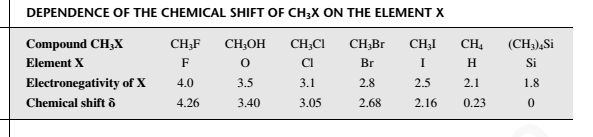 DEPENDENCE OF THE CHEMICAL SHIFT OF CH₃X ON THE ELEMENT X
Compound CH₃X CH₃F CH₃OH CH₃Cl CH₃Br CH₃I CH₄ (CH₃)₄Si
Element X F O Cl Br I H Si
Electronegativity of X 4.0 3.5 3.1 2.8 2.5 2.1 1.8
Chemical shift δ 4.26 3.40 3.05 2.68 2.16 0.23 0